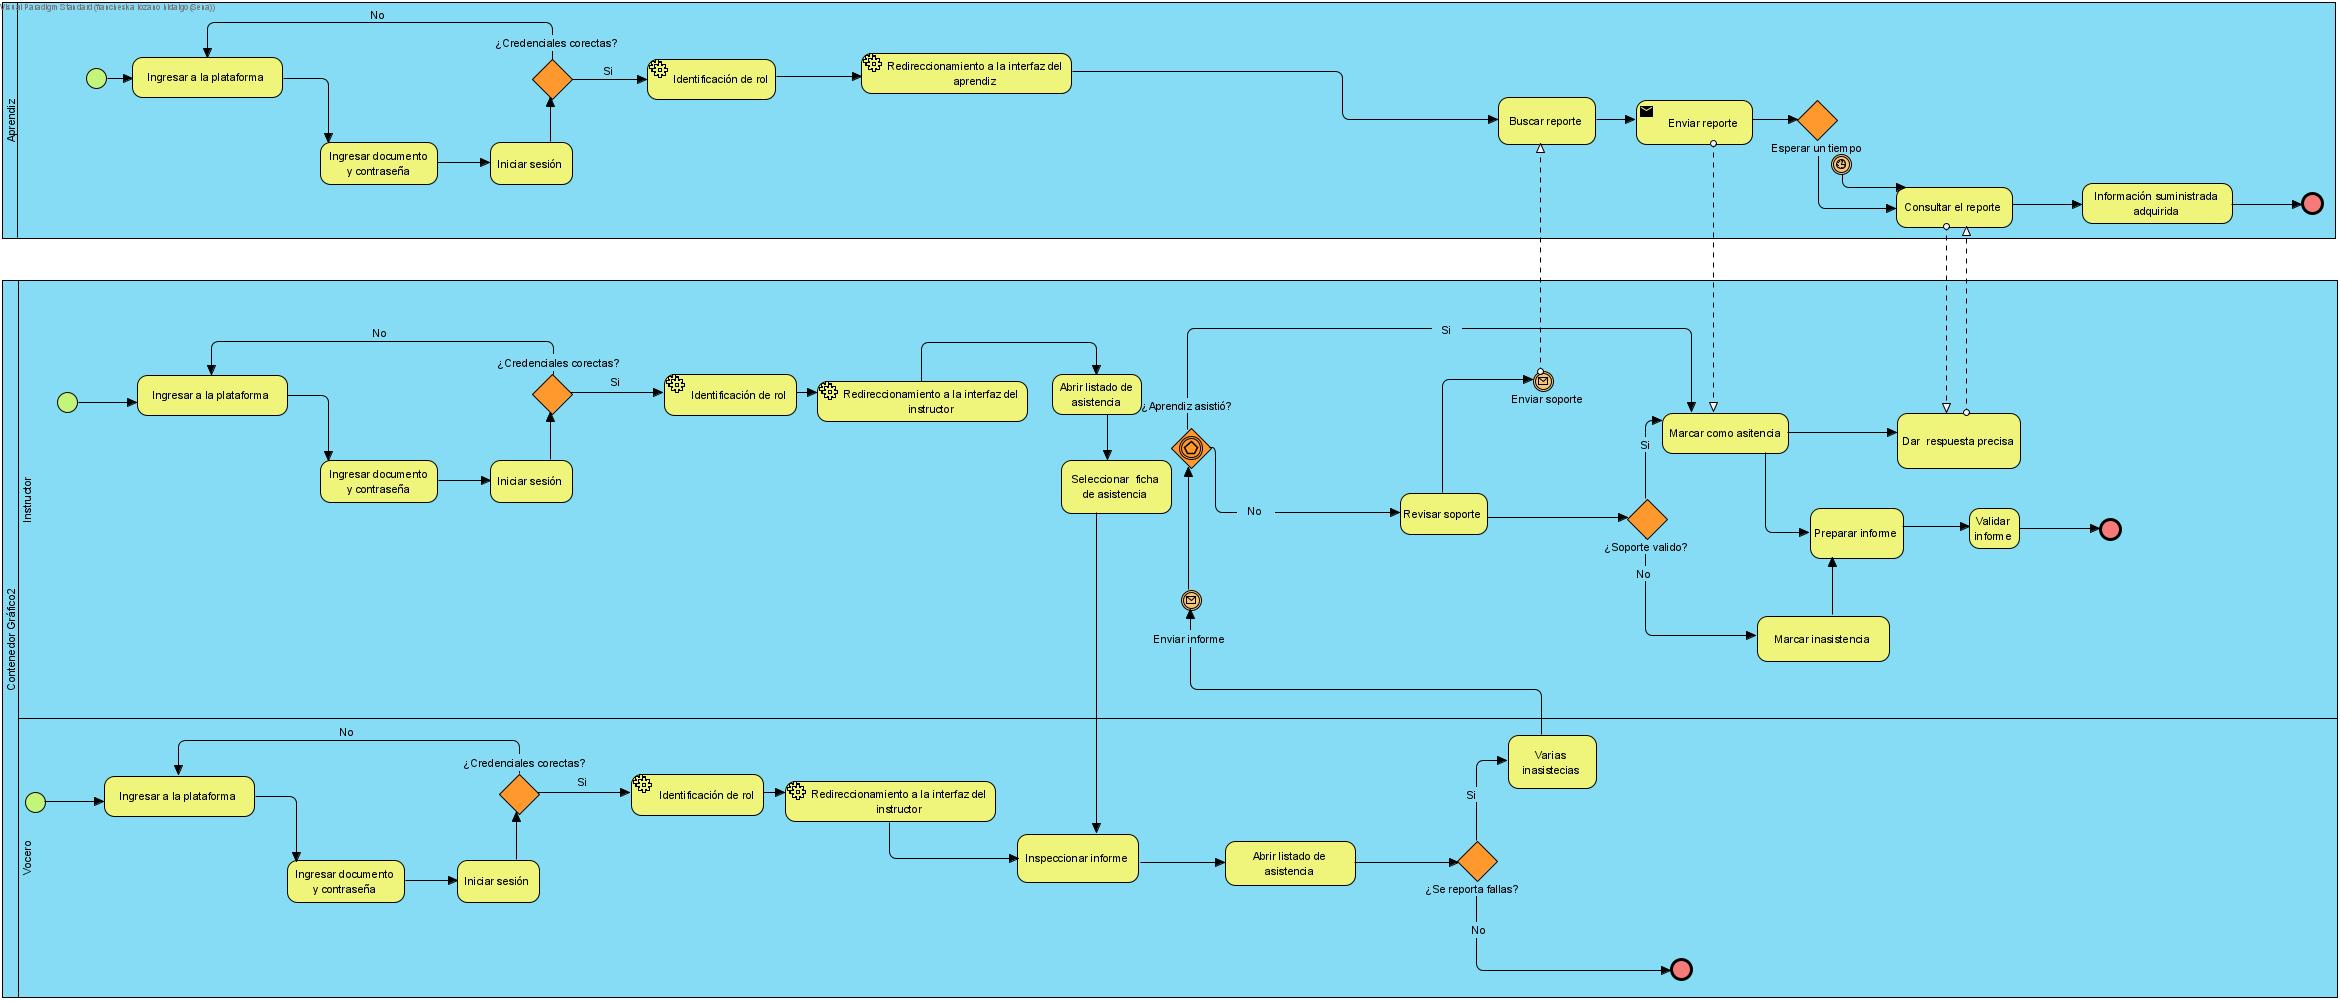 Visual Paradigm Standard(francheska lozano hidalgo(Sena))
Aprendiz
No
¿Credenciales corectas?
Ingresar a la plataforma
Si
Identificación de rol
Redireccionamiento a la interfaz del
aprendiz
Ingresar documento
y contraseña
Iniciar sesión
Buscar reporte
Enviar reporte
Esperar un tiempo
Consultar el reporte
Información suministrada
adquirida
Contenedor Gráfico2
Instructor
No
¿Credenciales corectas?
Ingresar a la plataforma
Si
Identificación de rol
Redireccionamiento a la interfaz del
instructor
Ingresar documento
y contraseña
Iniciar sesión
Abrir listado de
asistencia
Seleccionar ficha
de asistencia
¿Aprendiz asistió?
Si
No
Enviar informe
Enviar soporte
Revisar soporte
Si
¿Soporte valido?
No
Marcar como asitencia
Dar respuesta precisa
Preparar informe
Validar
informe
Marcar inasistencia
Vocero
No
¿Credenciales corectas?
Ingresar a la plataforma
Si
Identificación de rol
Redireccionamiento a la interfaz del
instructor
Ingresar documento
y contraseña
Iniciar sesión
Inspeccionar informe
Abrir listado de
asistencia
Varias
inasistecias
Si
¿Se reporta fallas?
No